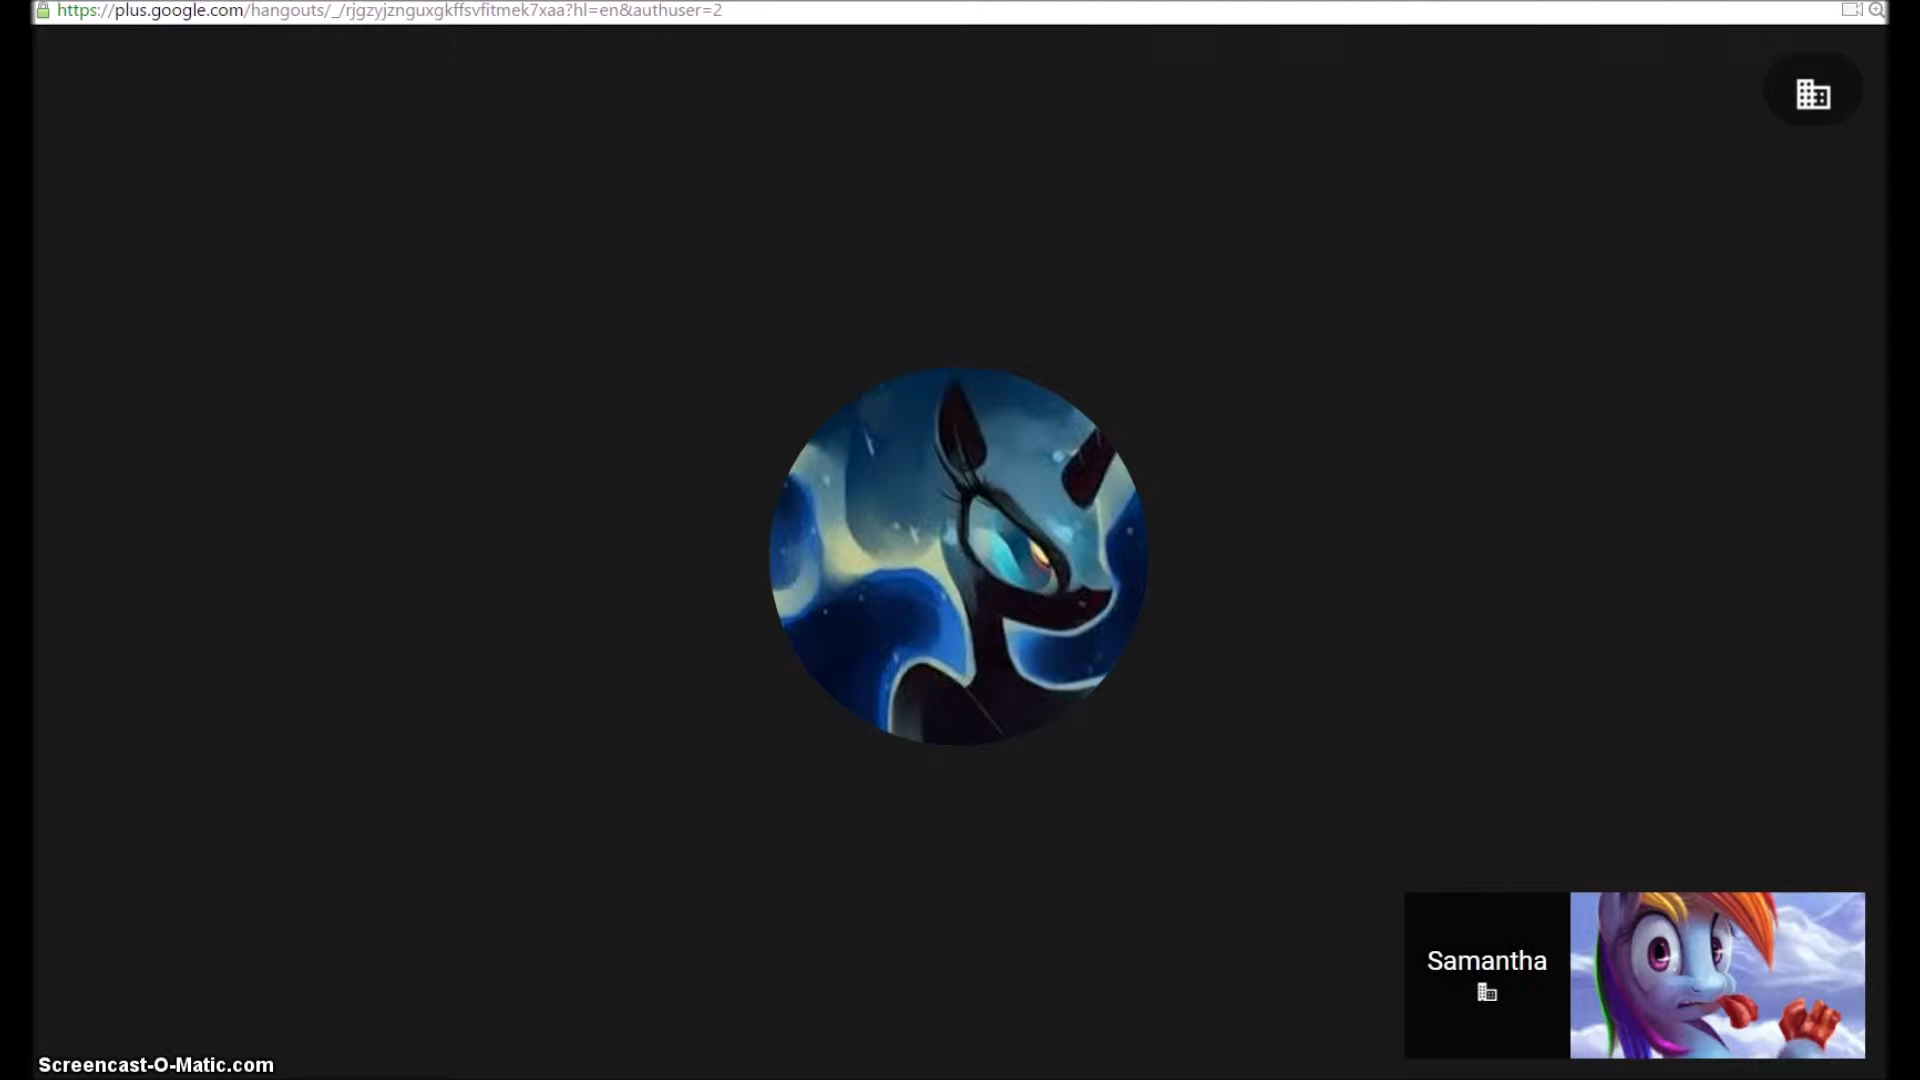 https://plus.google.com/hangouts/_/rjgzyjznguxgkffsvfitmek7xaa?hl=en&authuser=2
Samantha
Screencast-O-Matic.com